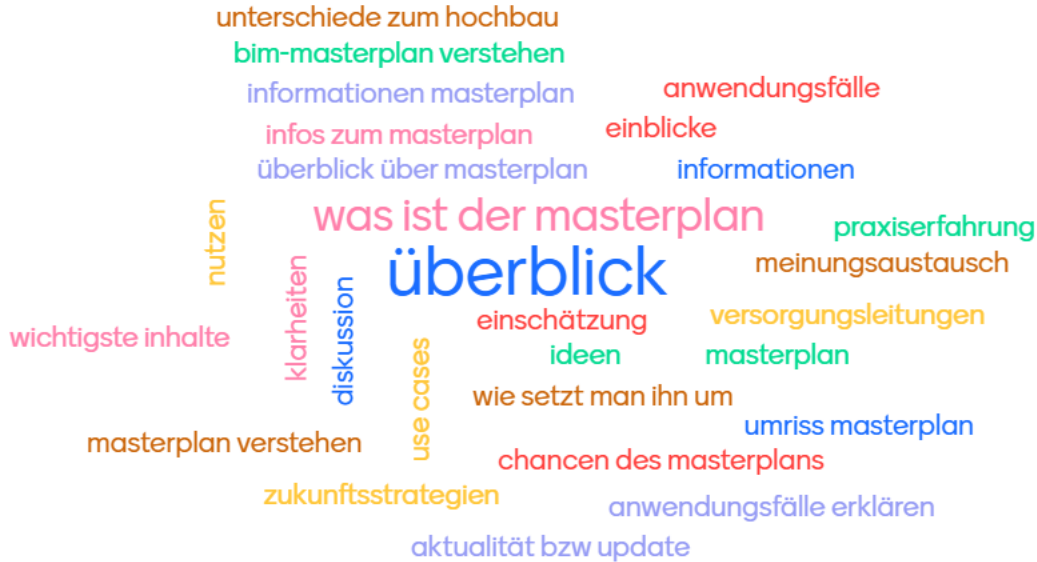 unterschiede zum hochbau
bim-masterplan verstehen
informationen masterplan
anwendungsfälle
infos zum masterplan
einblicke
überblick über masterplan
informationen
nutzen
was ist der masterplan
praxiserfahrung
überblick
meinungsaustausch
klarheiten
diskussion
einschätzung
versorgungsleitungen
wichtigste inhalte
use cases
ideen
masterplan
wie setzt man ihn um
umriss masterplan
masterplan verstehen
chancen des masterplans
zukunftsstrategien
anwendungsfälle erklären
aktualität bzw update